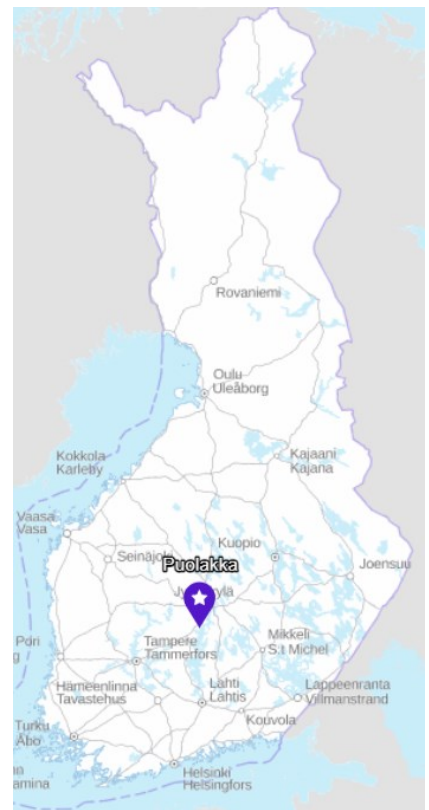 Rovaniemi
Oulu
Uleåborg
Kajaani
Kajana
Kokkola
Karleby
Vaasa
Vasa
Seinäjoki
Kuopio
Joensuu
Puolakka
Pori
Tampere
Tammerfors
Mikkeli
S:t Michel
Hämeenlinna
Tavastehus
Lahti
Lahtis
Lappeenranta
Villmanstrand
Kouvola
Turku
Åbo
Helsinki
Helsingfors